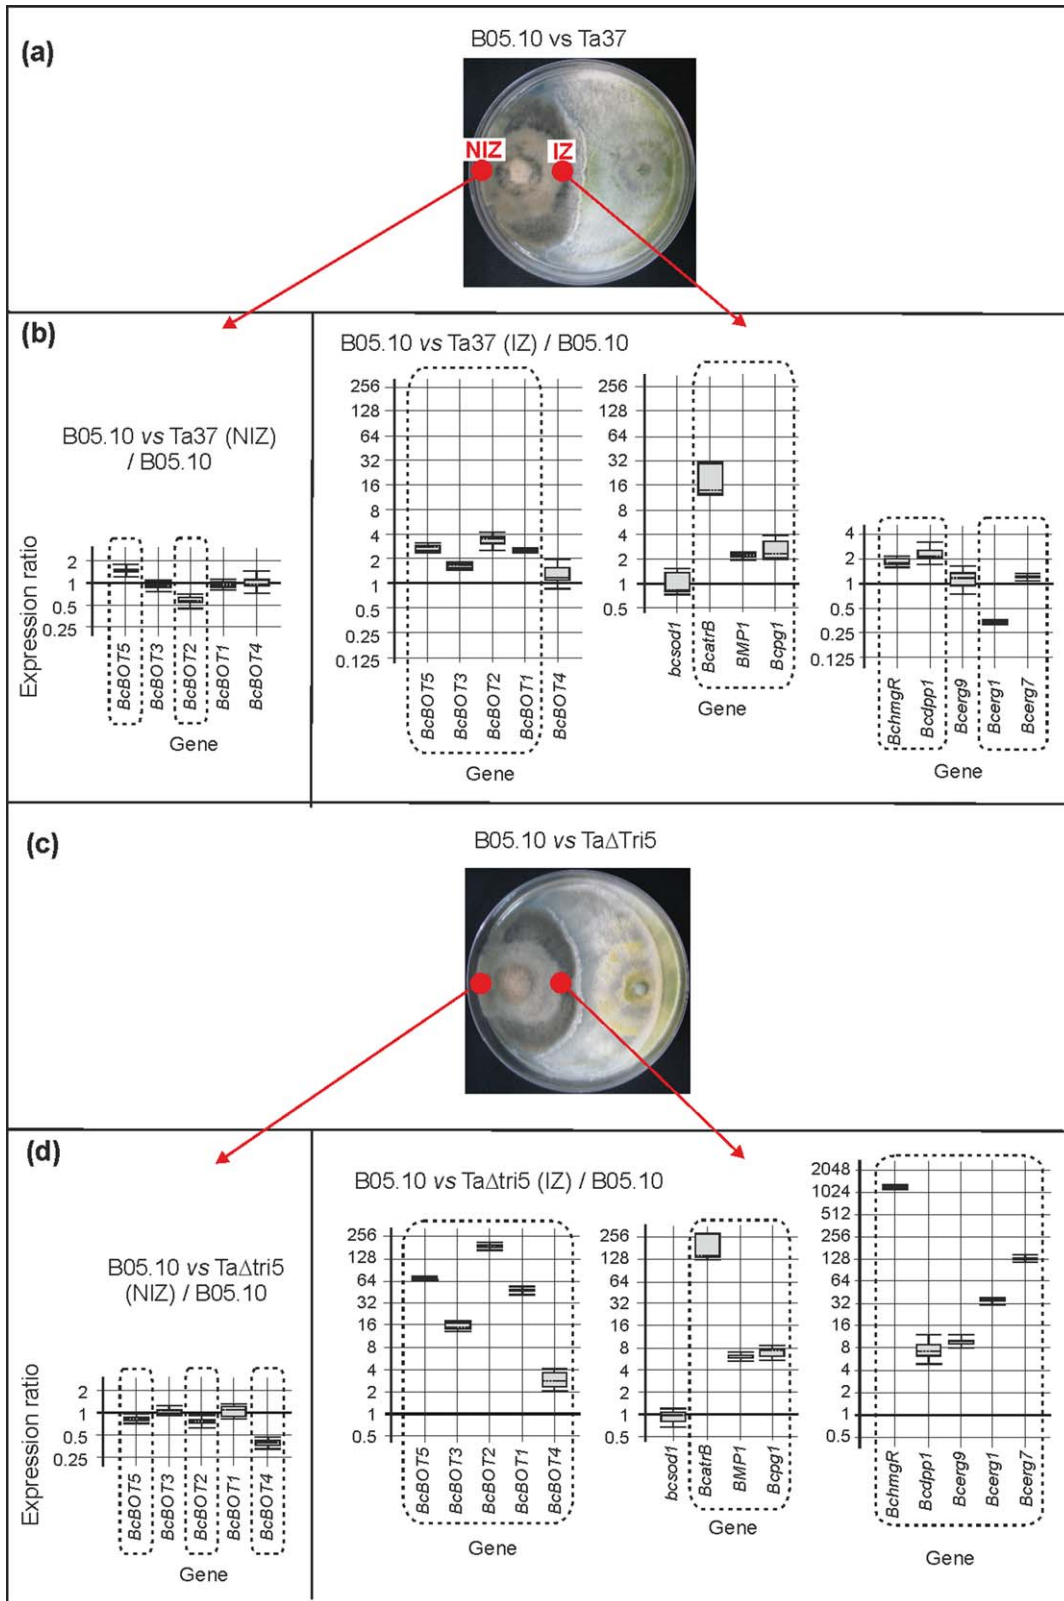 (a)
B05.10 vs Ta37
NIZ
IZ
(b)
B05.10 vs Ta37 (NIZ)
/ B05.10
Expression ratio
2
1
0.5
0.25
BcBOT5
BcBOT3
BcBOT2
BcBOT1
BcBOT4
Gene
B05.10 vs Ta37 (IZ) / B05.10
256
128
64
32
16
8
4
2
1
0.5
0.25
0.125
BcBOT5
BcBOT3
BcBOT2
BcBOT1
BcBOT4
Gene
256
128
64
32
16
8
4
2
1
0.5
bcsod1
BcatrB
BMP1
Bcpg1
Gene
4
2
1
0.5
0.25
0.125
BchmgR
Bcdpp1
Bcerg9
Bcerg1
Bcerg7
Gene
(c)
B05.10 vs TaΔTri5
(d)
B05.10 vs TaΔtri5
(NIZ) / B05.10
Expression ratio
2
1
0.5
0.25
BcBOT5
BcBOT3
BcBOT2
BcBOT1
BcBOT4
Gene
B05.10 vs TaΔtri5 (IZ) / B05.10
256
128
64
32
16
8
4
2
1
0.5
BcBOT5
BcBOT3
BcBOT2
BcBOT1
BcBOT4
Gene
256
128
64
32
16
8
4
2
1
0.5
bcsod1
BcatrB
BMP1
Bcpg1
Gene
2048
1024
512
256
128
64
32
16
8
4
2
1
0.5
BchmgR
Bcdpp1
Bcerg9
Bcerg1
Bcerg7
Gene